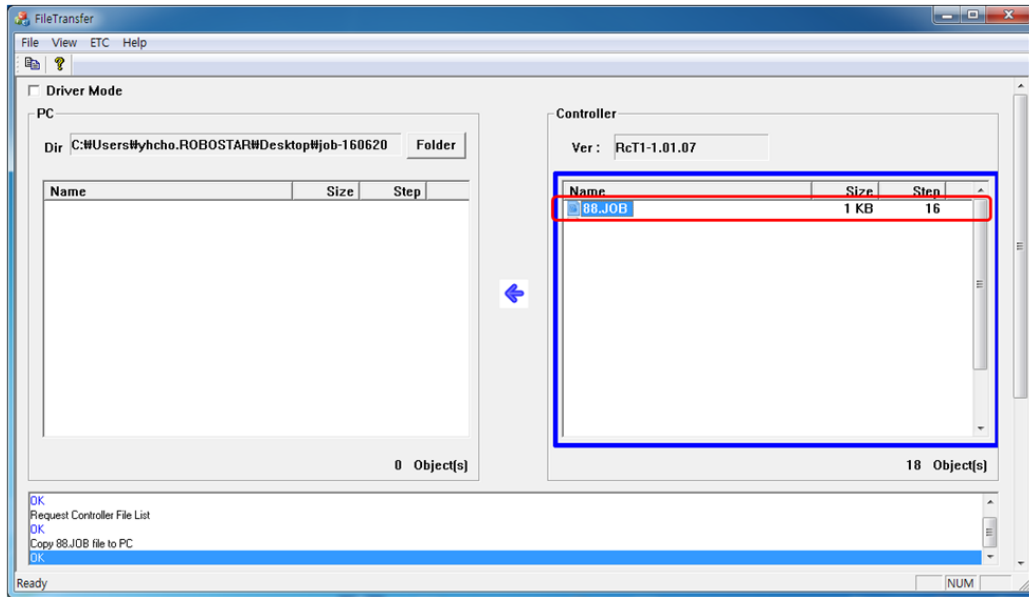 FileTransfer
File View ETC Help
Driver Mode
PC
Dir C:₩Users₩yhcho.ROBOSTAR₩Desktop₩job-160620 Folder
Name Size Step
0 Object(s)
Controller
Ver : RcT1-1.01.07
Name Size Step
88.JOB 1 KB 16
18 Object(s)
OK
Request Controller File List
OK
Copy 88.JOB file to PC
OK
Ready NUM